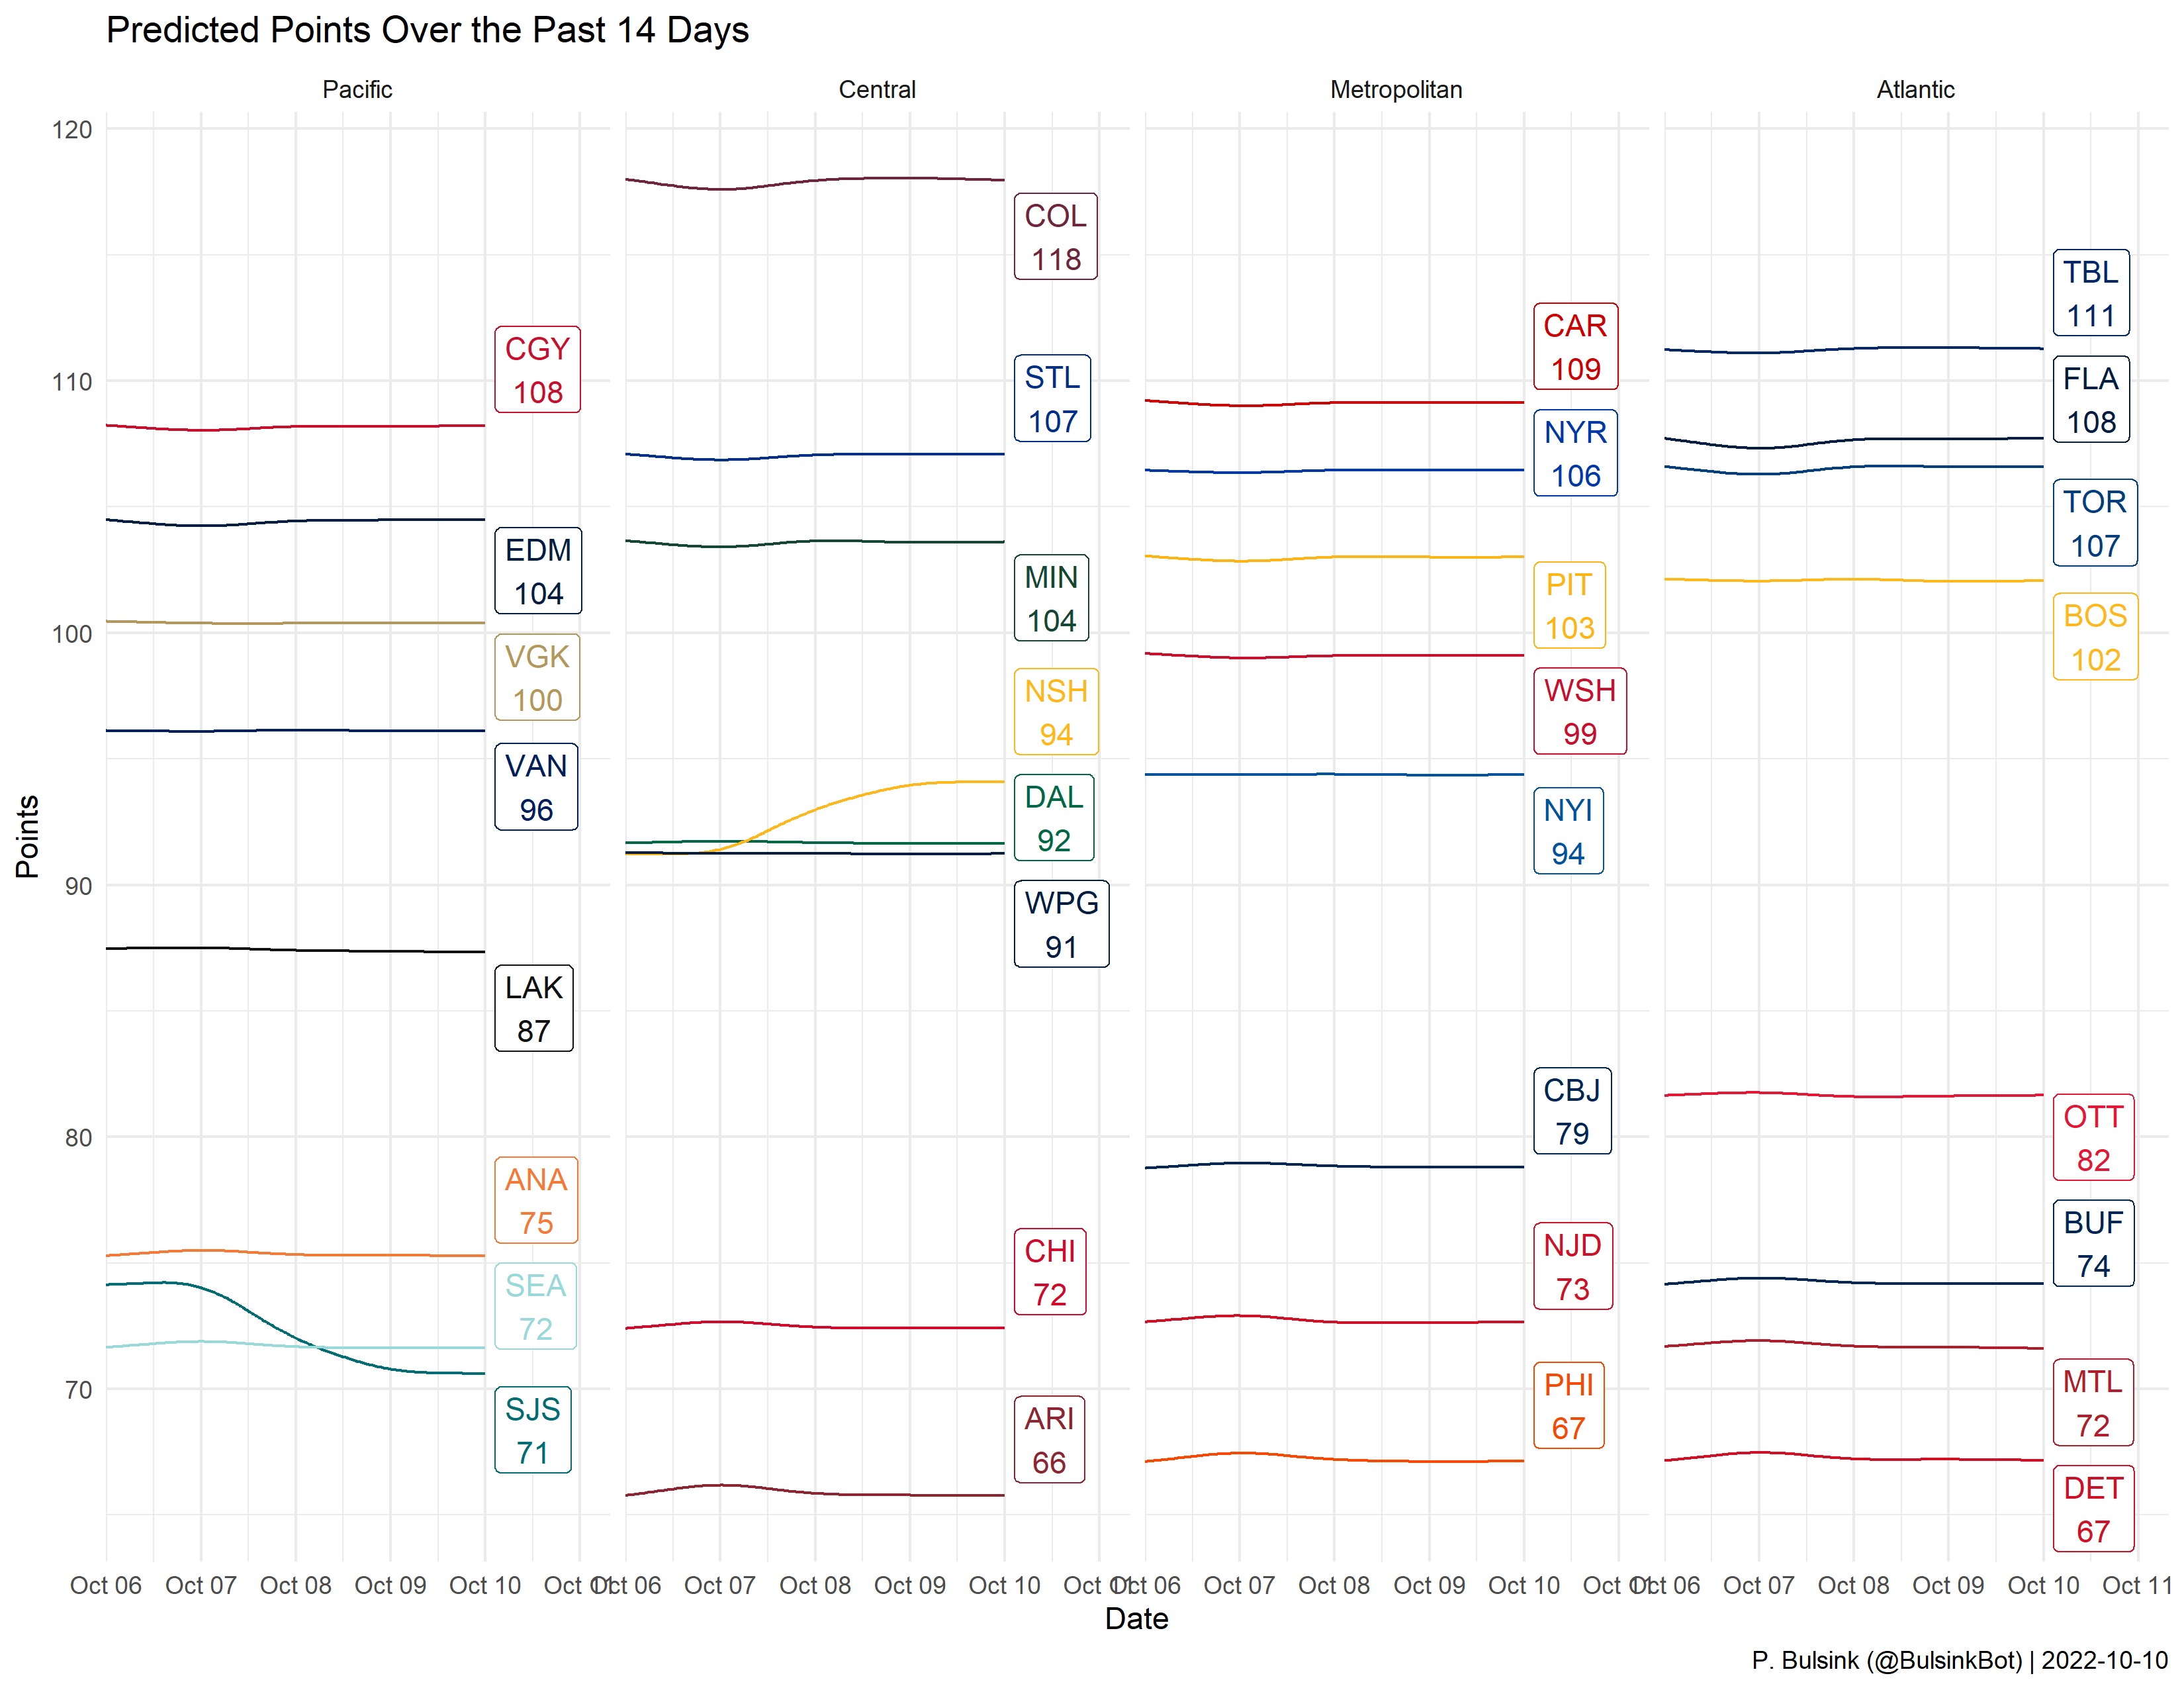 Predicted Points Over the Past 14 Days
Pacific
Central
Metropolitan
Atlantic
Points
120
110
100
90
80
70
CGY
108
EDM
104
VGK
100
VAN
96
LAK
87
ANA
75
SEA
72
SJS
71
COL
118
STL
107
MIN
104
NSH
94
DAL
92
WPG
91
CHI
72
ARI
66
CAR
109
NYR
106
PIT
103
WSH
99
NYI
94
CBJ
79
NJD
73
PHI
67
TBL
111
FLA
108
TOR
107
BOS
102
OTT
82
BUF
74
MTL
72
DET
67
Oct 06 Oct 07 Oct 08 Oct 09 Oct 10 Oct 11
Oct 06 Oct 07 Oct 08 Oct 09 Oct 10 Oct 11
Oct 06 Oct 07 Oct 08 Oct 09 Oct 10 Oct 11
Oct 06 Oct 07 Oct 08 Oct 09 Oct 10 Oct 11
Date
P. Bulsink (@BulsinkBot) | 2022-10-10